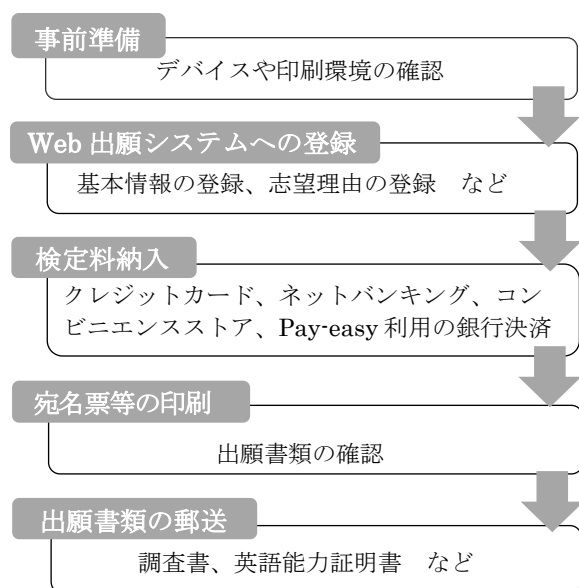 事前準備
デバイスや印刷環境の確認
Web 出願システムへの登録
基本情報の登録、志望理由の登録　など
検定料納入
クレジットカード、ネットバンキング、コン
ビニエンスストア、Pay-easy 利用の銀行決済
宛名票等の印刷
出願書類の確認
出願書類の郵送
調査書、英語能力証明書　など